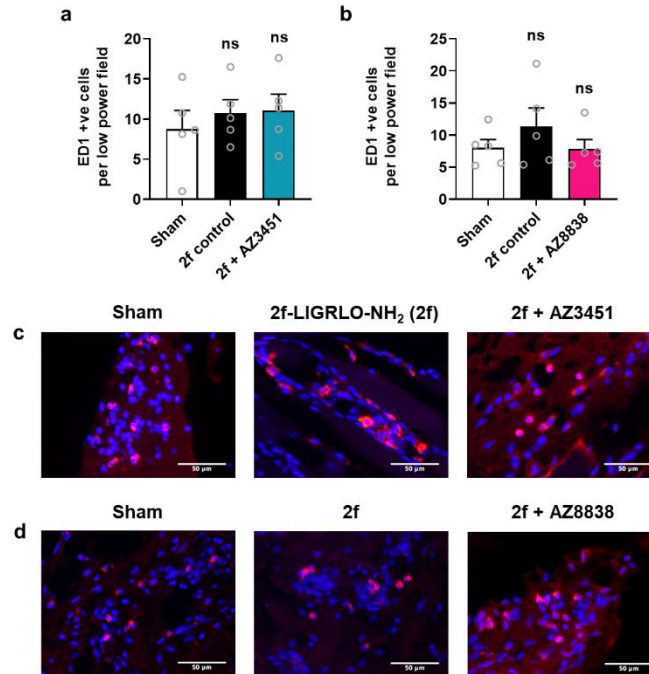 a
b
ED1 +ve cells
per low power field
20
15
10
5
0
ns
ns
Sham
2f control
2f + AZ3451
ED1 +ve cells
per low power field
25
20
15
10
5
0
ns
ns
Sham
2f control
2f + AZ8838
c
Sham
2f-LIGRLO-NH₂ (2f)
2f + AZ3451
50 µm
50 µm
50 µm
d
Sham
2f
2f + AZ8838
50 µm
50 µm
50 µm